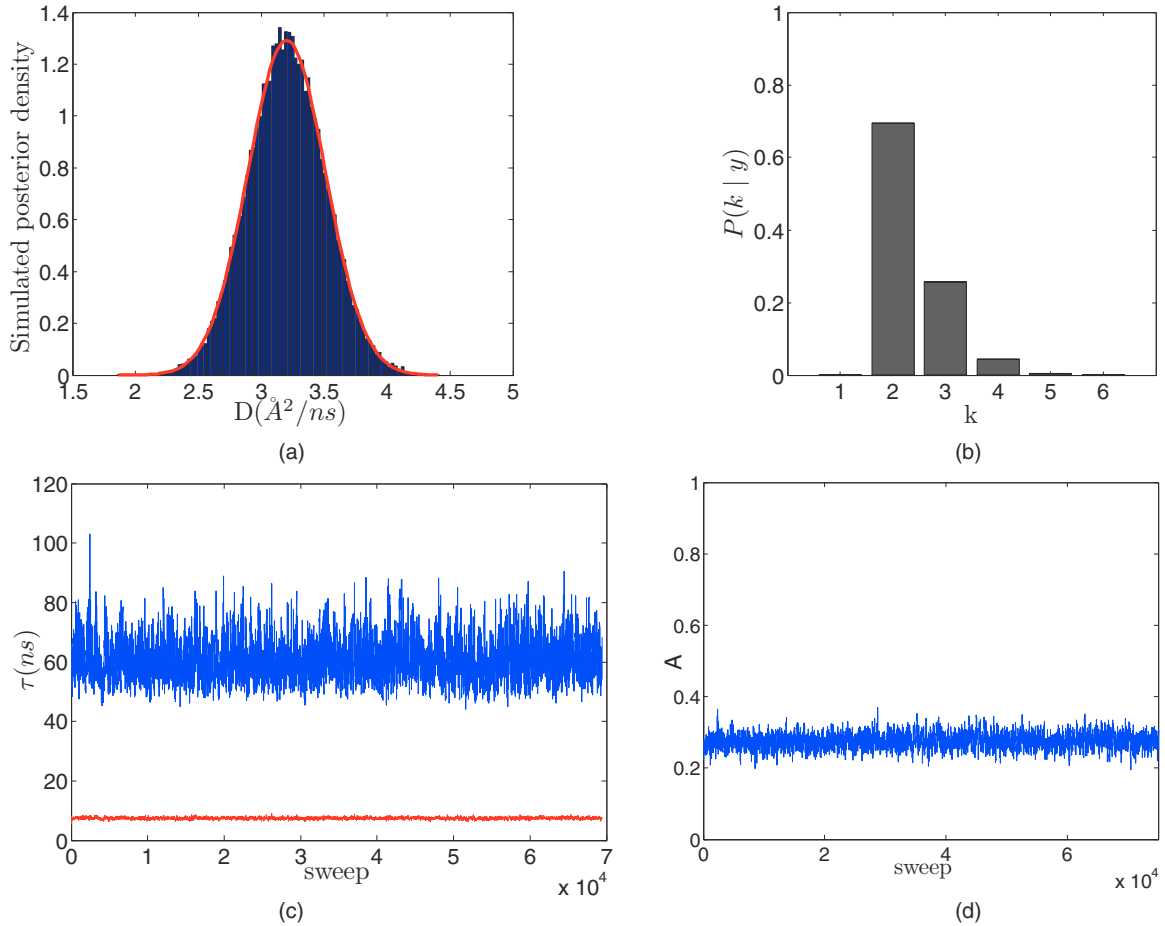 Simulated posterior density
1.4
1.2
1
0.8
0.6
0.4
0.2
0
1.5 2 2.5 3 3.5 4 4.5 5
D(Å²/ns)
(a)
P(k | y)
1
0.8
0.6
0.4
0.2
0
1 2 3 4 5 6
k
(b)
τ(ns)
120
100
80
60
40
20
0
0 1 2 3 4 5 6 7
sweep
x 10⁴
(c)
A
1
0.8
0.6
0.4
0.2
0
0 2 4 6
sweep
x 10⁴
(d)